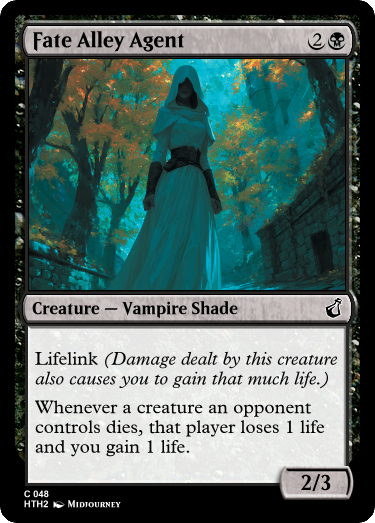 Fate Alley Agent 2
Creature — Vampire Shade
Lifelink (Damage dealt by this creature
also causes you to gain that much life.)
Whenever a creature an opponent
controls dies, that player loses 1 life
and you gain 1 life.
2/3
C 048
HTH2 Midjourney